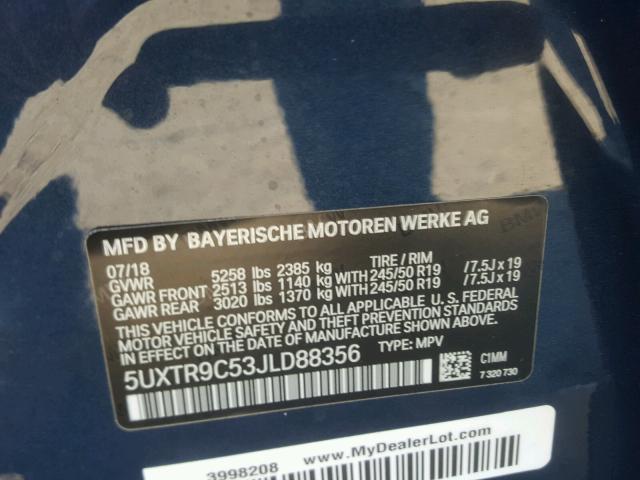 MFD BY BAYERISCHE MOTOREN WERKE AG
07/18 5258 lbs 2385 kg TIRE / RIM
GVWR
GAWR FRONT 2513 lbs 1140 kg WITH 245/50 R19 /7.5J x 19
GAWR REAR 3020 lbs 1370 kg WITH 245/50 R19 /7.5J x 19
THIS VEHICLE CONFORMS TO ALL APPLICABLE U. S. FEDERAL
MOTOR VEHICLE SAFETY AND THEFT PREVENTION STANDARDS
IN EFFECT ON THE DATE OF MANUFACTURE SHOWN ABOVE.
5UXTR9C53JLD88356 TYPE: MPV
C1MM
7 320 730
3998208 www.MyDealerLot.com